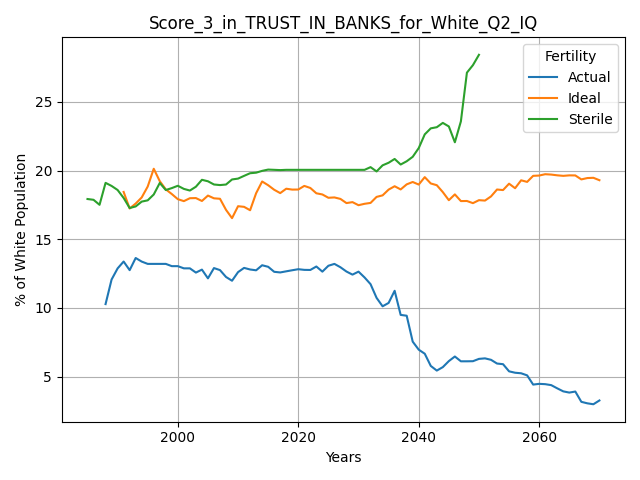 Score_3_in_TRUST_IN_BANKS_for_White_Q2_IQ
% of White Population
25
20
15
10
5
Fertility
Actual
Ideal
Sterile
2000
2020
2040
2060
Years